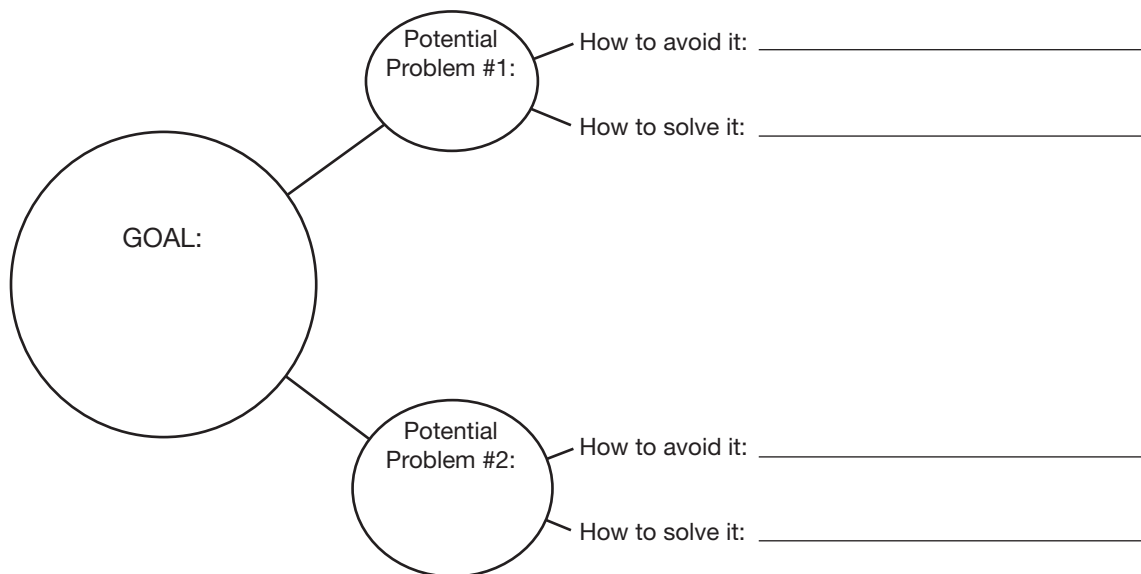 Potential
Problem #1:
How to avoid it:
How to solve it:
GOAL:
Potential
Problem #2:
How to avoid it:
How to solve it: